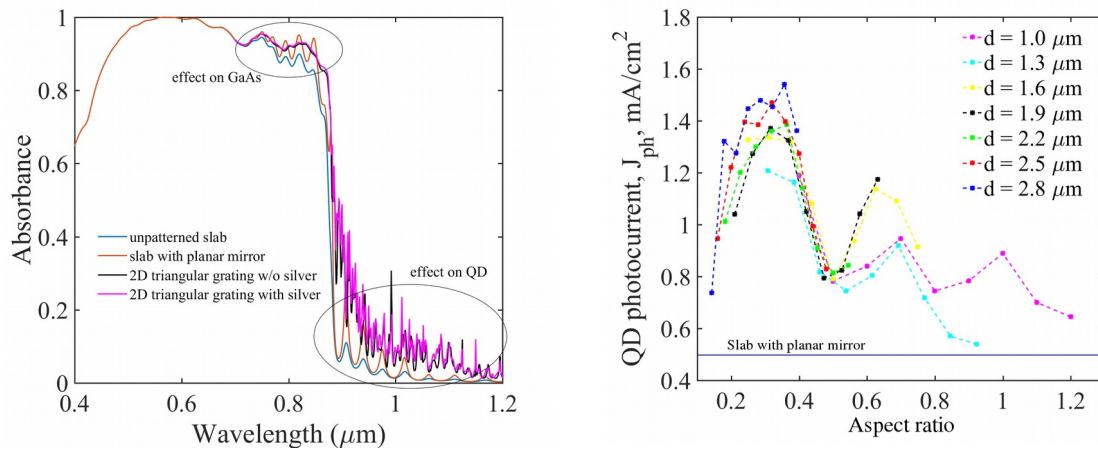 Absorbance
1
0.8
0.6
0.4
0.2
0
0.4
0.6
0.8
1
1.2
Wavelength (μm)
effect on GaAs
unpatterned slab
slab with planar mirror
2D triangular grating w/o silver
2D triangular grating with silver
effect on QD
QD photocurrent, J_ph, mA/cm²
1.8
1.6
1.4
1.2
1
0.8
0.6
0.4
0.2
0.4
0.6
0.8
1
1.2
Aspect ratio
d = 1.0 μm
d = 1.3 μm
d = 1.6 μm
d = 1.9 μm
d = 2.2 μm
d = 2.5 μm
d = 2.8 μm
Slab with planar mirror